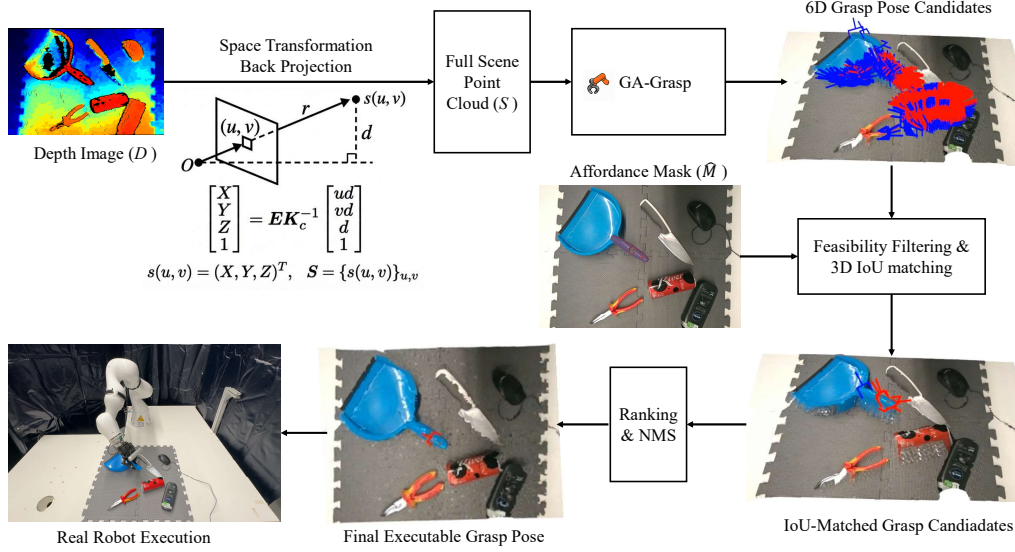 6D Grasp Pose Candidates
Space Transformation
Back Projection
Full Scene
Point
Cloud (S )
GA-Grasp
Depth Image (D )
s(u, v)
r
(u, v)
d
O
[X Y Z 1] = EK_c^{-1} [ud vd d 1]
s(u, v) = (X, Y, Z)^T, S = {s(u, v)}_{u,v}
Affordance Mask (M̂ )
Feasibility Filtering &
3D IoU matching
Ranking
& NMS
Real Robot Execution
Final Executable Grasp Pose
IoU-Matched Grasp Candiadates